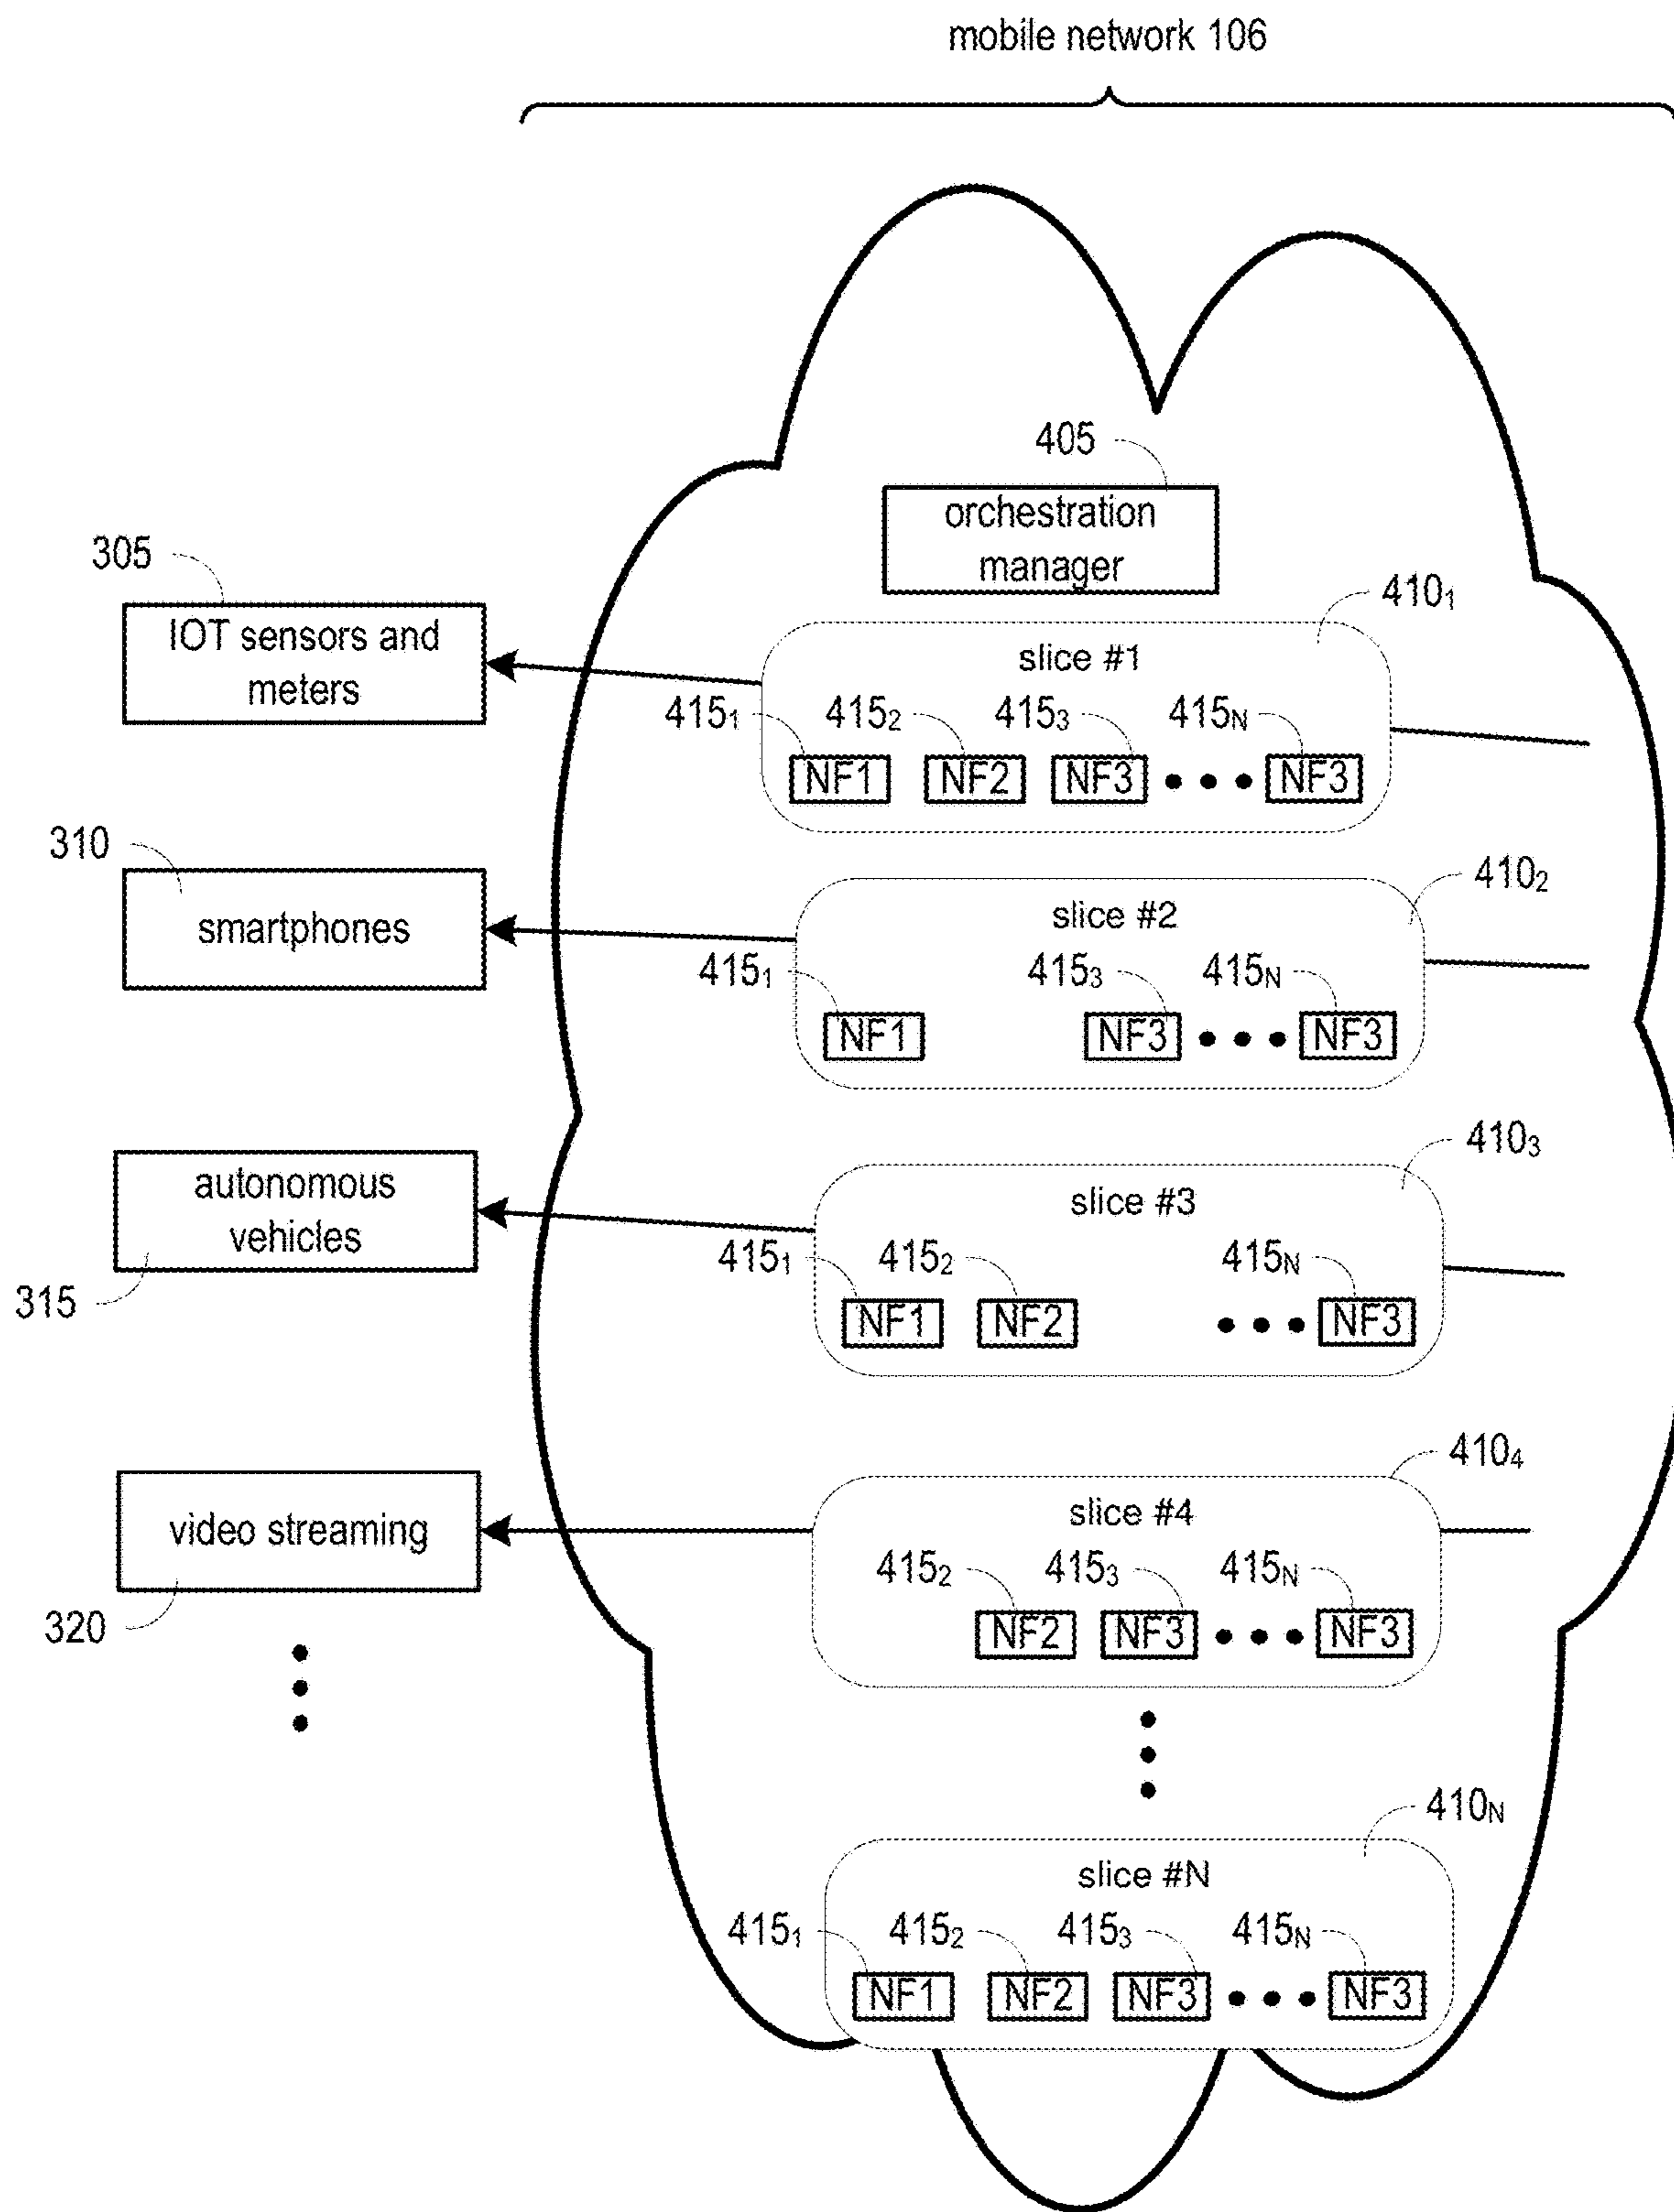 mobile network 106
405
orchestration
manager
305
IOT sensors and
meters
410₁
slice #1
415₁ 415₂ 415₃ 415N
NF1 NF2 NF3 • • • NF3
310
smartphones
410₂
slice #2
415₁ 415₃ 415N
NF1 NF3 • • • NF3
autonomous
vehicles
315
410₃
slice #3
415₁ 415₂ 415N
NF1 NF2 • • • NF3
video streaming
320
410₄
slice #4
415₂ 415₃ 415N
NF2 NF3 • • • NF3
410N
slice #N
415₁ 415₂ 415₃ 415N
NF1 NF2 NF3 • • • NF3